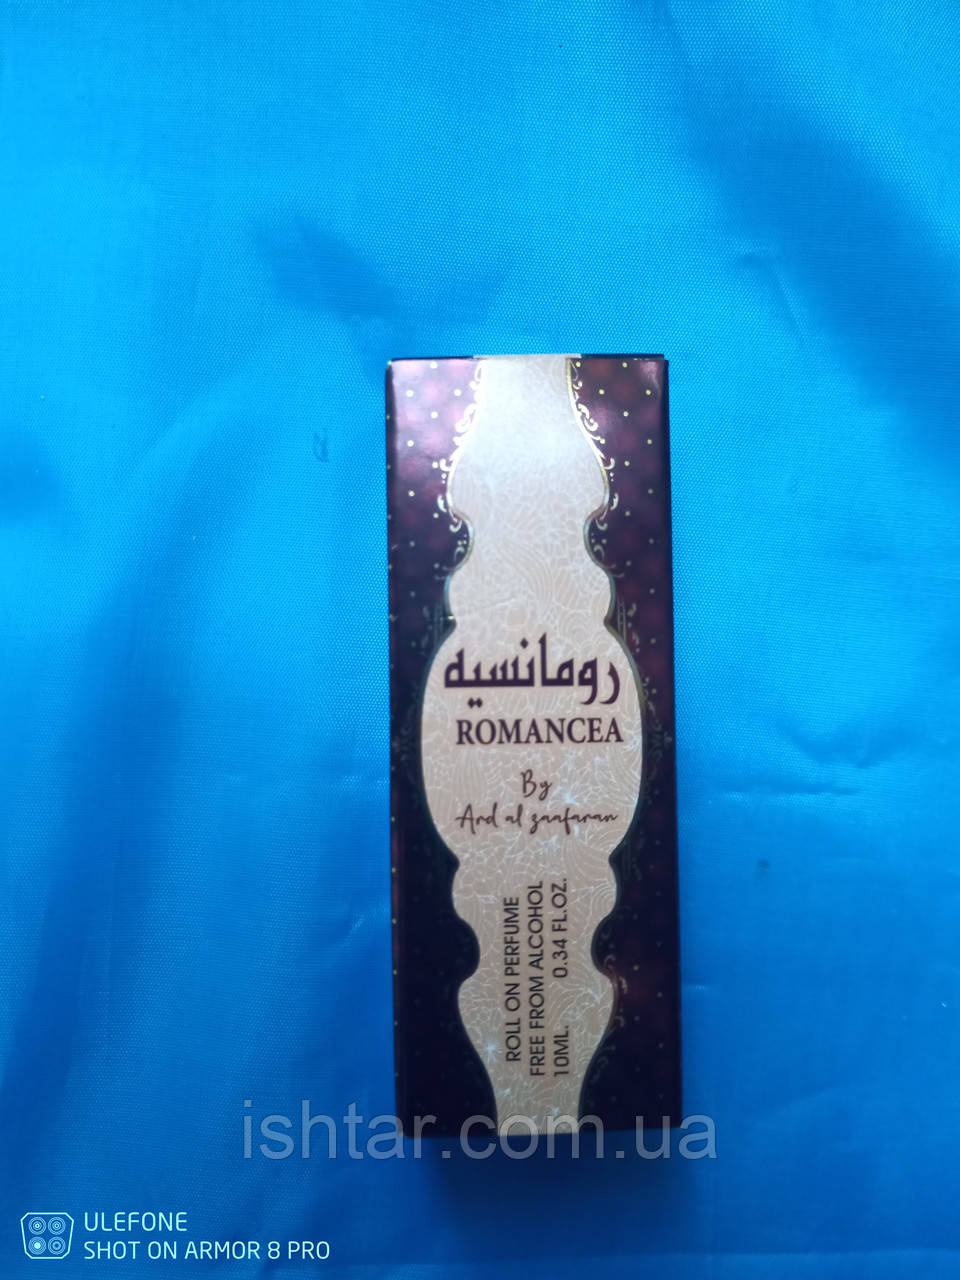 رومانسيه
ROMANCEA
By
Ard al zaafaran
ROLL ON PERFUME
FREE FROM ALCOHOL
10ML. 0.34 FL.OZ.
ishtar.com.ua
ULEFONE
SHOT ON ARMOR 8 PRO